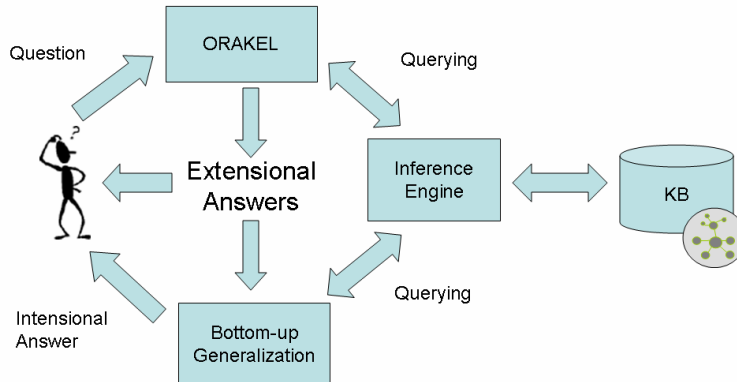 ORAKEL
Question
Querying
?
Extensional
Answers
Inference
Engine
KB
Querying
Intensional
Answer
Bottom-up
Generalization